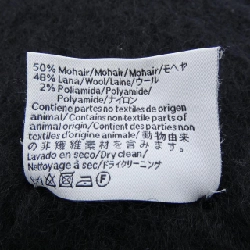 50% Mohair/Mohair/Mohair/モヘヤ
48% Lana/Wool/Laine/ウール
2% Poliamida/Polyamide/
Polyamide/ナイロン
Contiene partes no textiles de origen
animal/Contains non textile parts of
animal origin/Contient des parties non
textiles d'origine animale/動物由来
の非繊維素材を含みます。
Lavado en seco/Dry clean/
Nettoyage à sec/ドライクリーニング